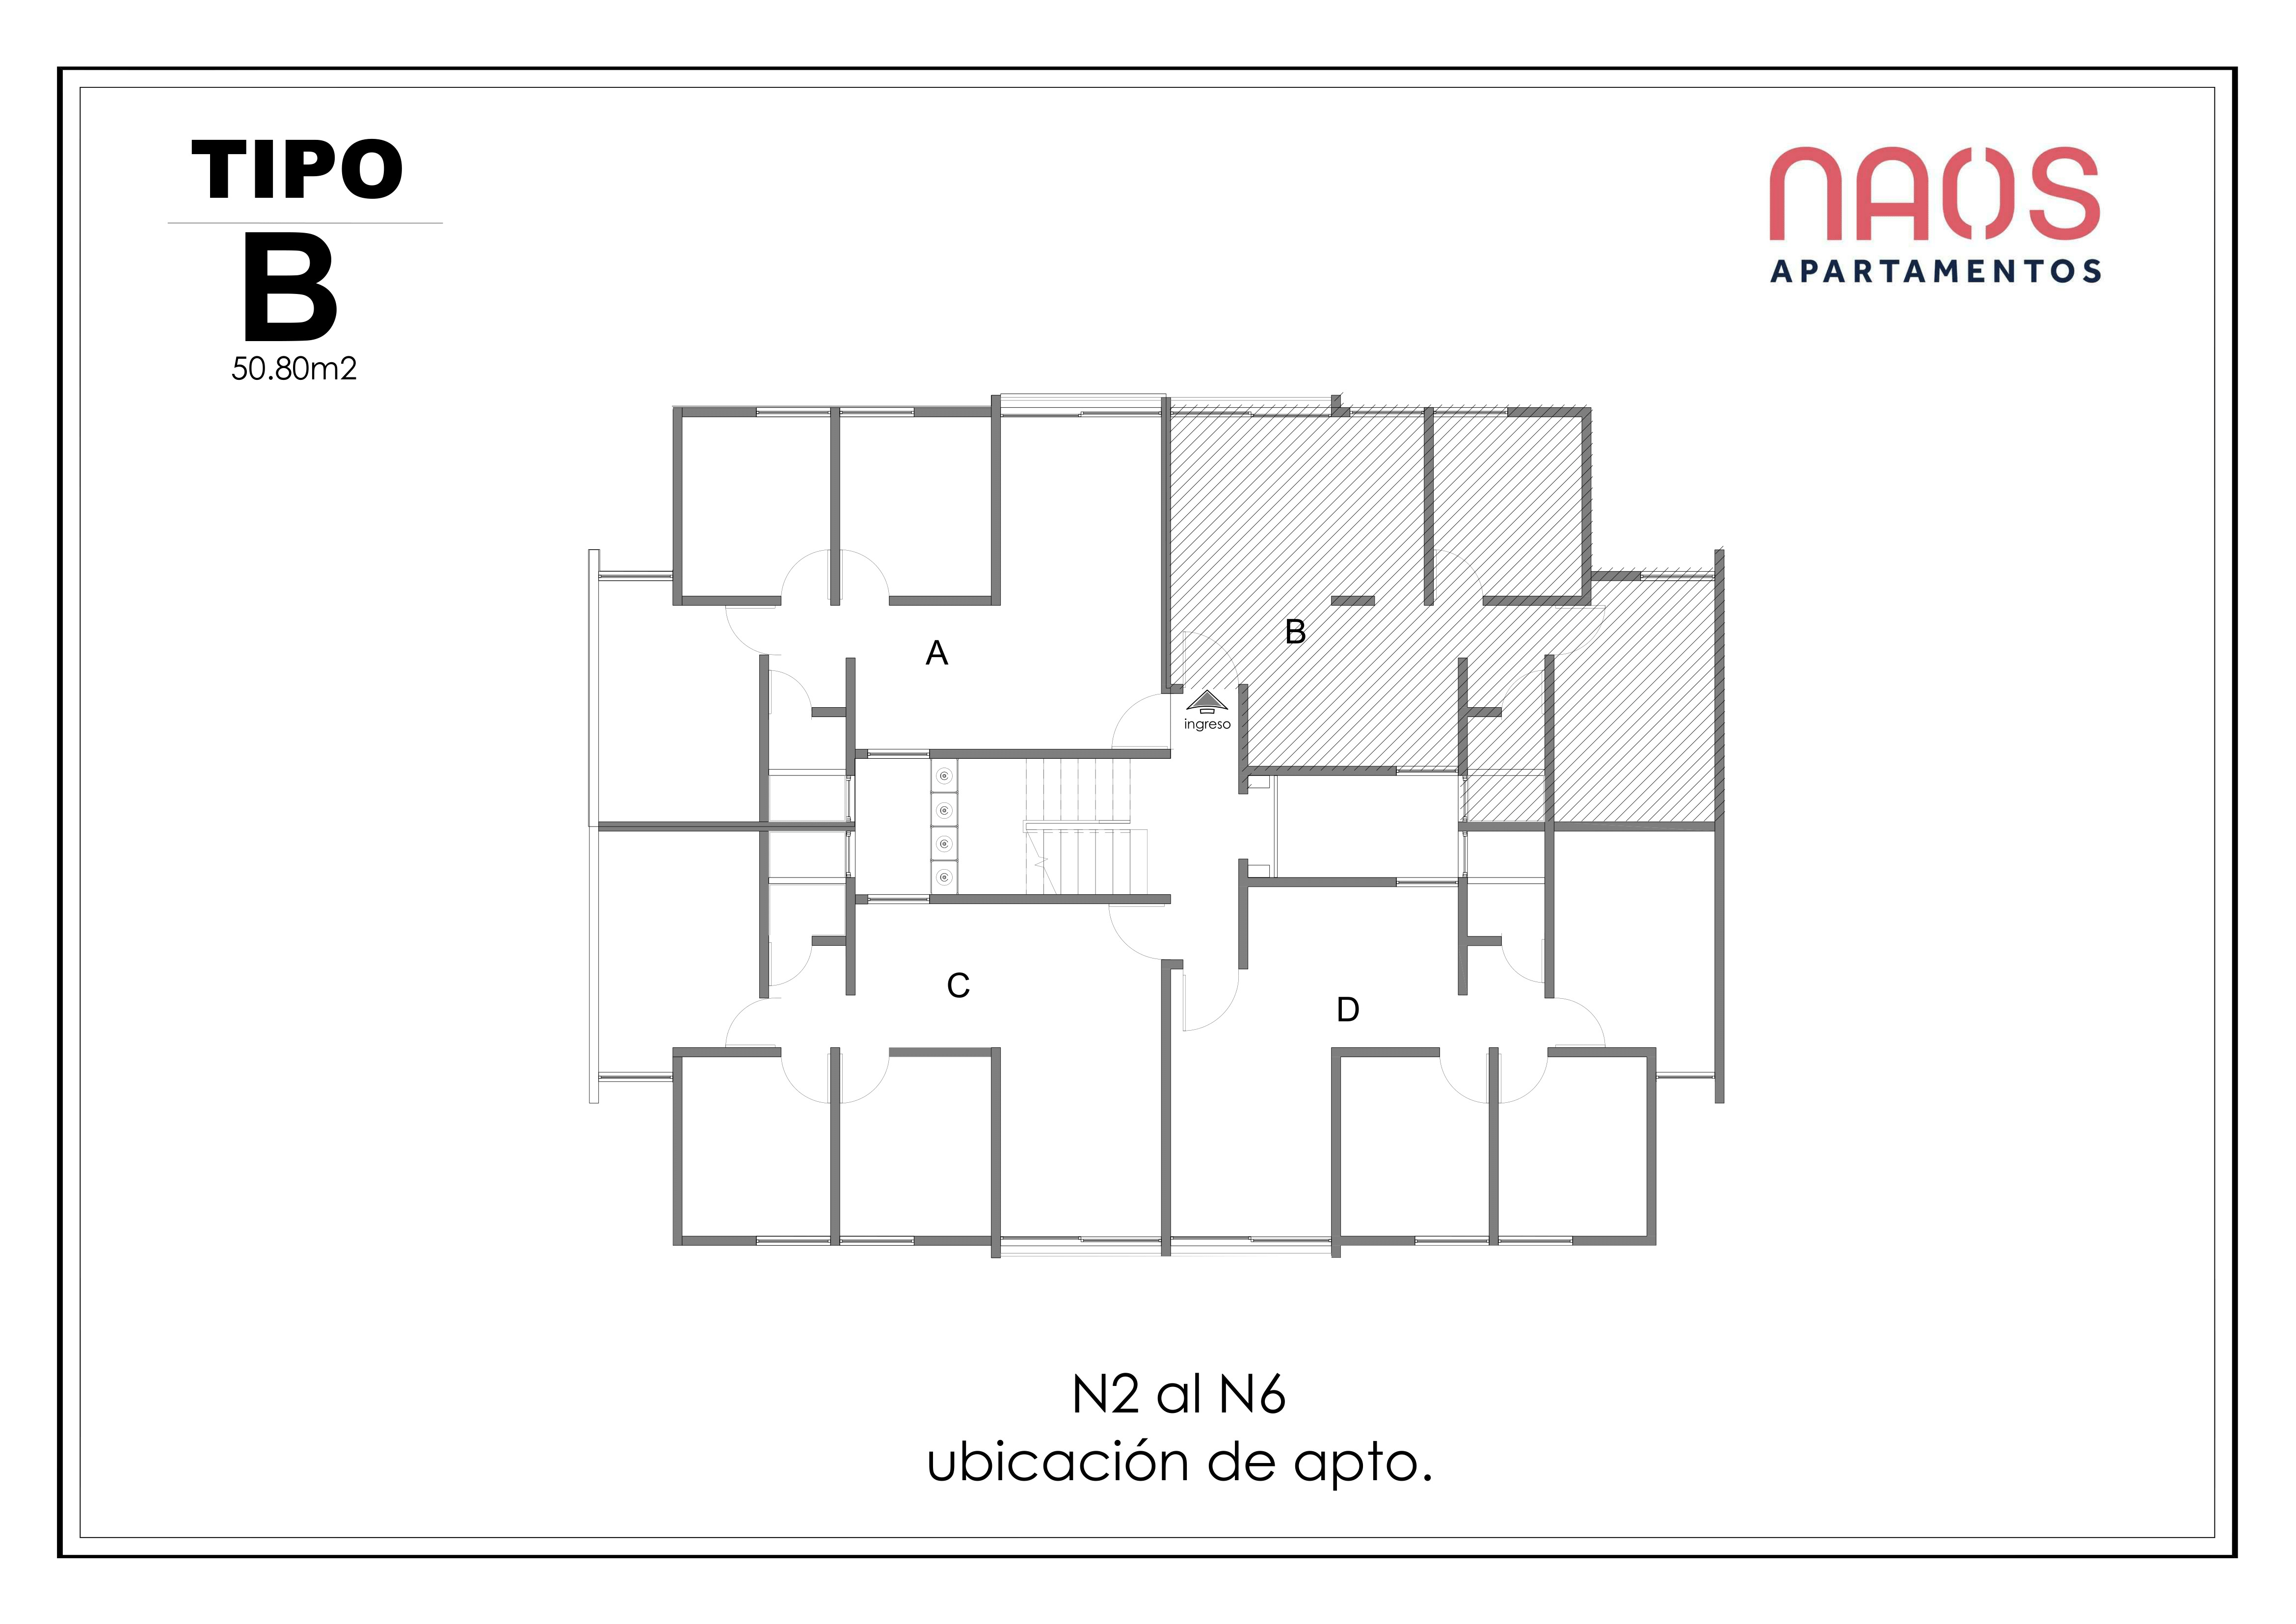 TIPO
B
50.80m2
NAOS
APARTAMENTOS
A
B
ingreso
C
D
N2 al N6
ubicación de apto.